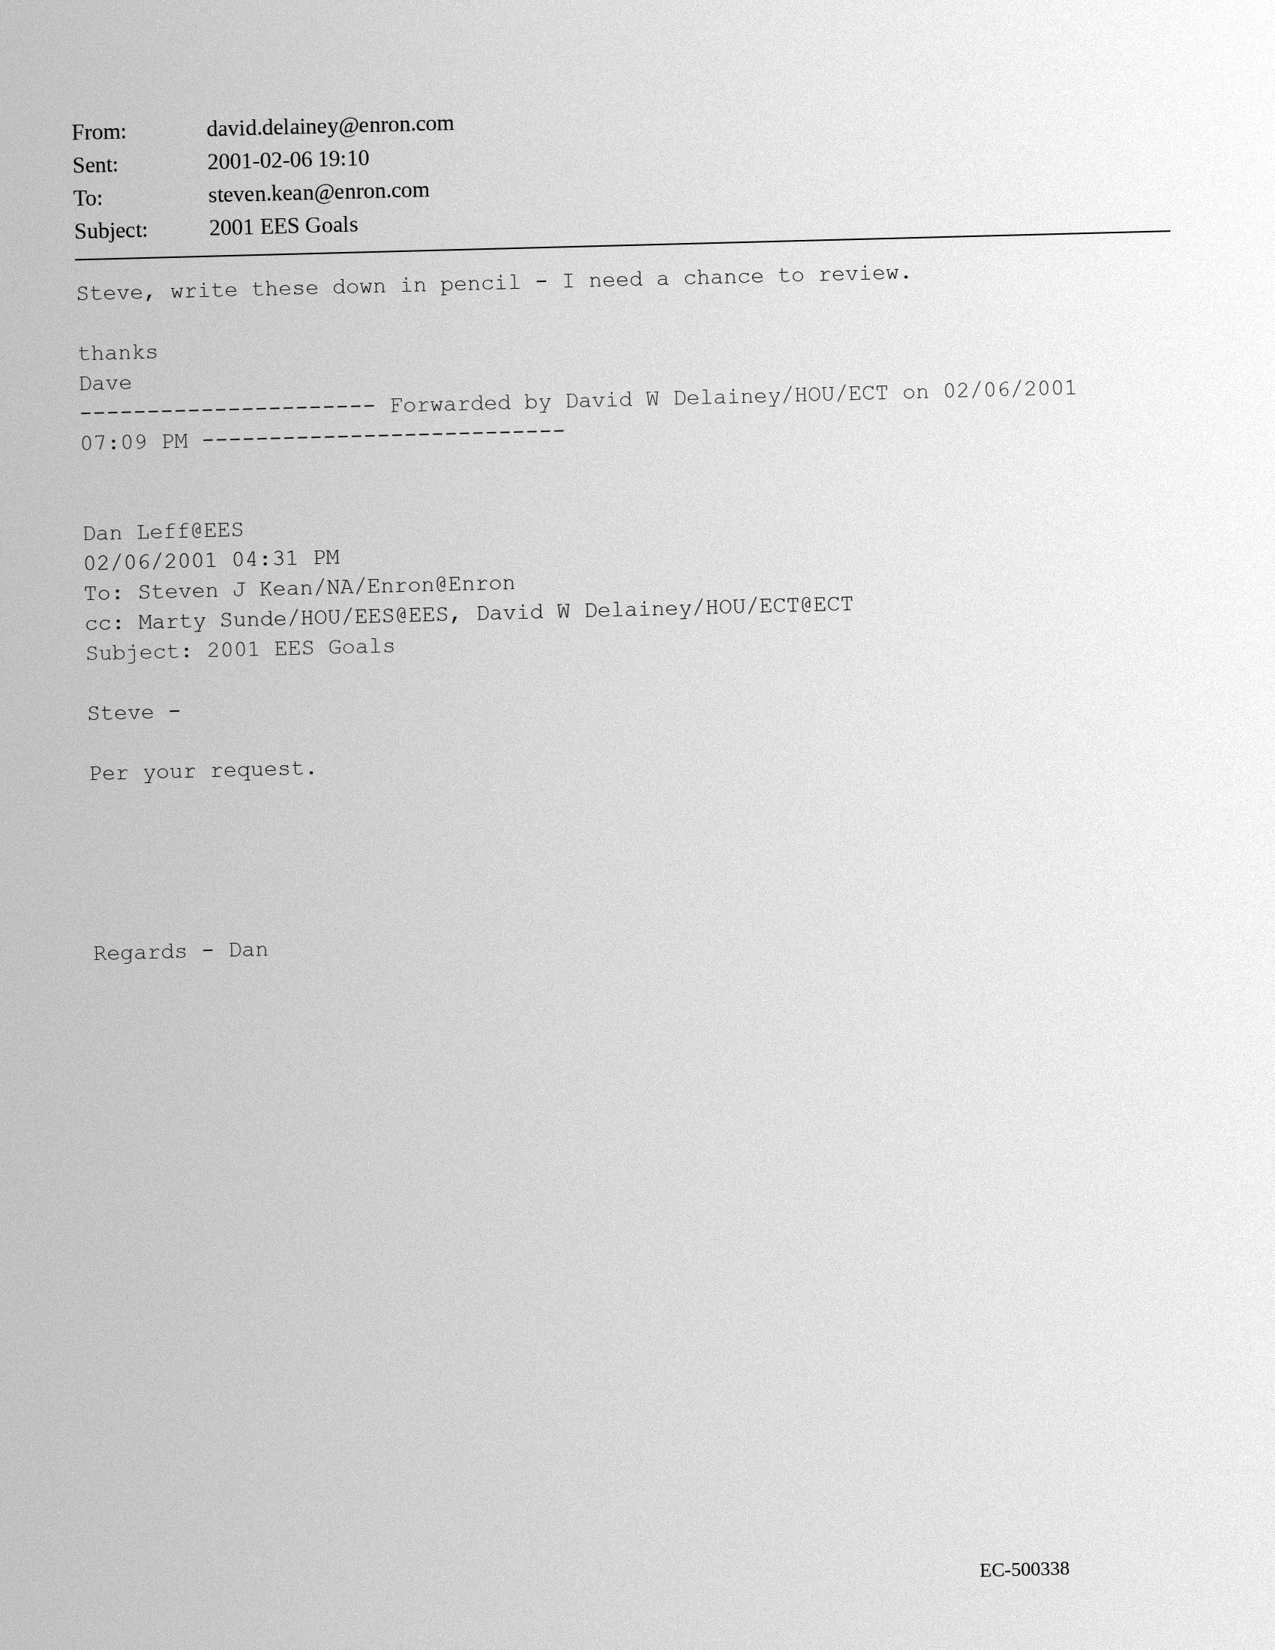 From: david.delainey@enron.com
Sent: 2001-02-06 19:10
To: steven.kean@enron.com
Subject: 2001 EES Goals
Steve, write these down in pencil - I need a chance to review.
thanks
Dave
---------------------- Forwarded by David W Delainey/HOU/ECT on 02/06/2001
07:09 PM ---------------------------
Dan Leff@EES
02/06/2001 04:31 PM
To: Steven J Kean/NA/Enron@Enron
cc: Marty Sunde/HOU/EES@EES, David W Delainey/HOU/ECT@ECT
Subject: 2001 EES Goals
Steve -
Per your request.
Regards - Dan
EC-500338